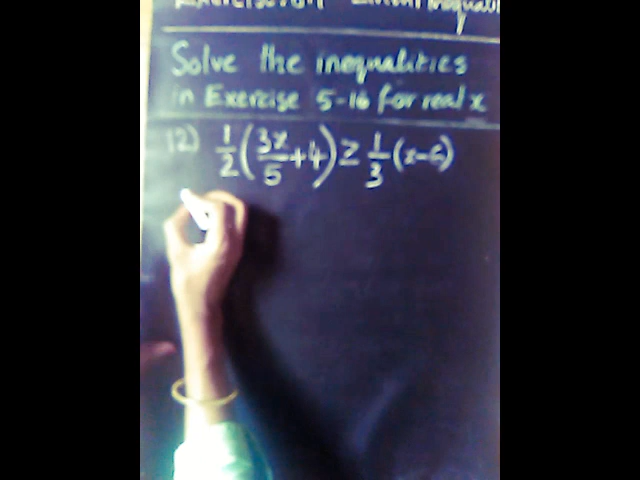 Solve the inequalities
in Exercise 5-16 for real x
12) 1/2 (3x/5 + 4) ≥ 1/3 (x - 6)